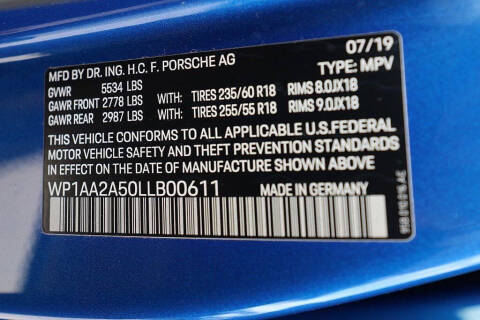 07/19
MFD BY DR. ING. H.C. F. PORSCHE AG TYPE: MPV
GVWR 5534 LBS
GAWR FRONT 2778 LBS WITH: TIRES 235/60 R18 RIMS 8.0JX18
GAWR REAR 2987 LBS WITH: TIRES 255/55 R18 RIMS 9.0JX18
THIS VEHICLE CONFORMS TO ALL APPLICABLE U.S.FEDERAL
MOTOR VEHICLE SAFETY, BUMPER AND THEFT STANDARDS
IN EFFECT ON THE DATE OF MANUFACTURE SHOWN ABOVE.
WP1AA2A50LLB00611 MADE IN GERMANY